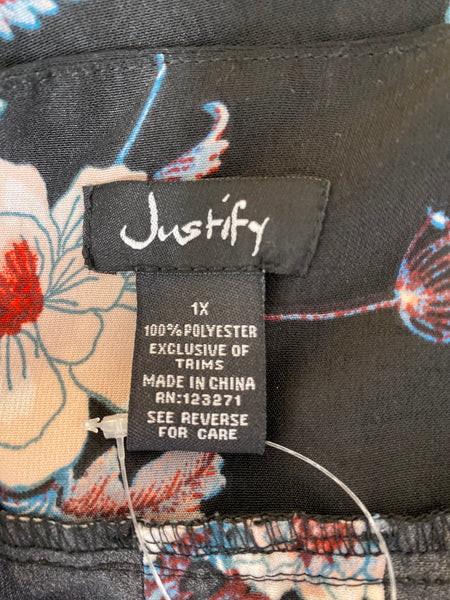 Justify
1X
100% POLYESTER
EXCLUSIVE OF
TRIMS
MADE IN CHINA
RN:123271
SEE REVERSE
FOR CARE